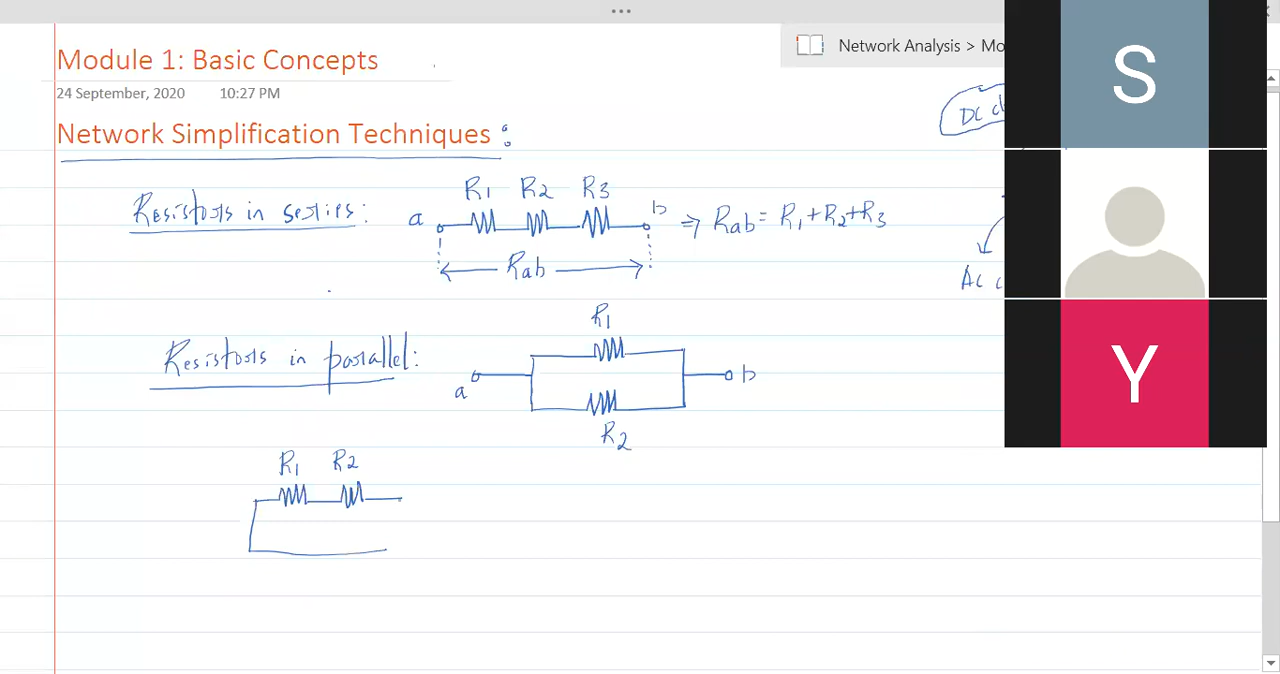 Network Analysis > Mo
Module 1: Basic Concepts
24 September, 2020 10:27 PM
Network Simplification Techniques :
DC
S
Resistors in series:
R1 R2 R3
a b ⇒ Rab = R1+R2+R3
Rab
AC
R1
Resistors in parallel:
a b
R2
Y
R1 R2